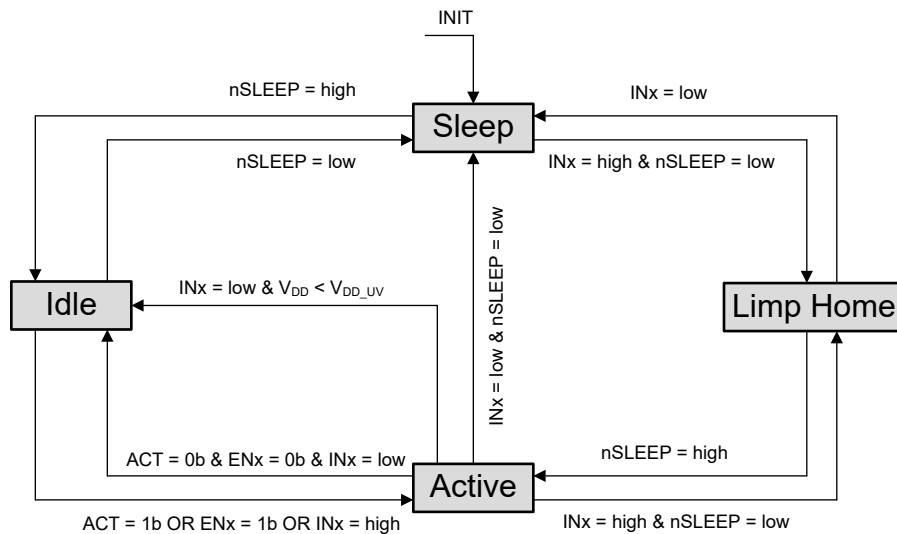 INIT
nSLEEP = high
INx = low
Sleep
nSLEEP = low
INx = high & nSLEEP = low
INx = low & nSLEEP = low
INx = low & VDD < VDD_UV
Idle
Limp Home
ACT = 0b & ENx = 0b & INx = low
nSLEEP = high
Active
ACT = 1b OR ENx = 1b OR INx = high
INx = high & nSLEEP = low